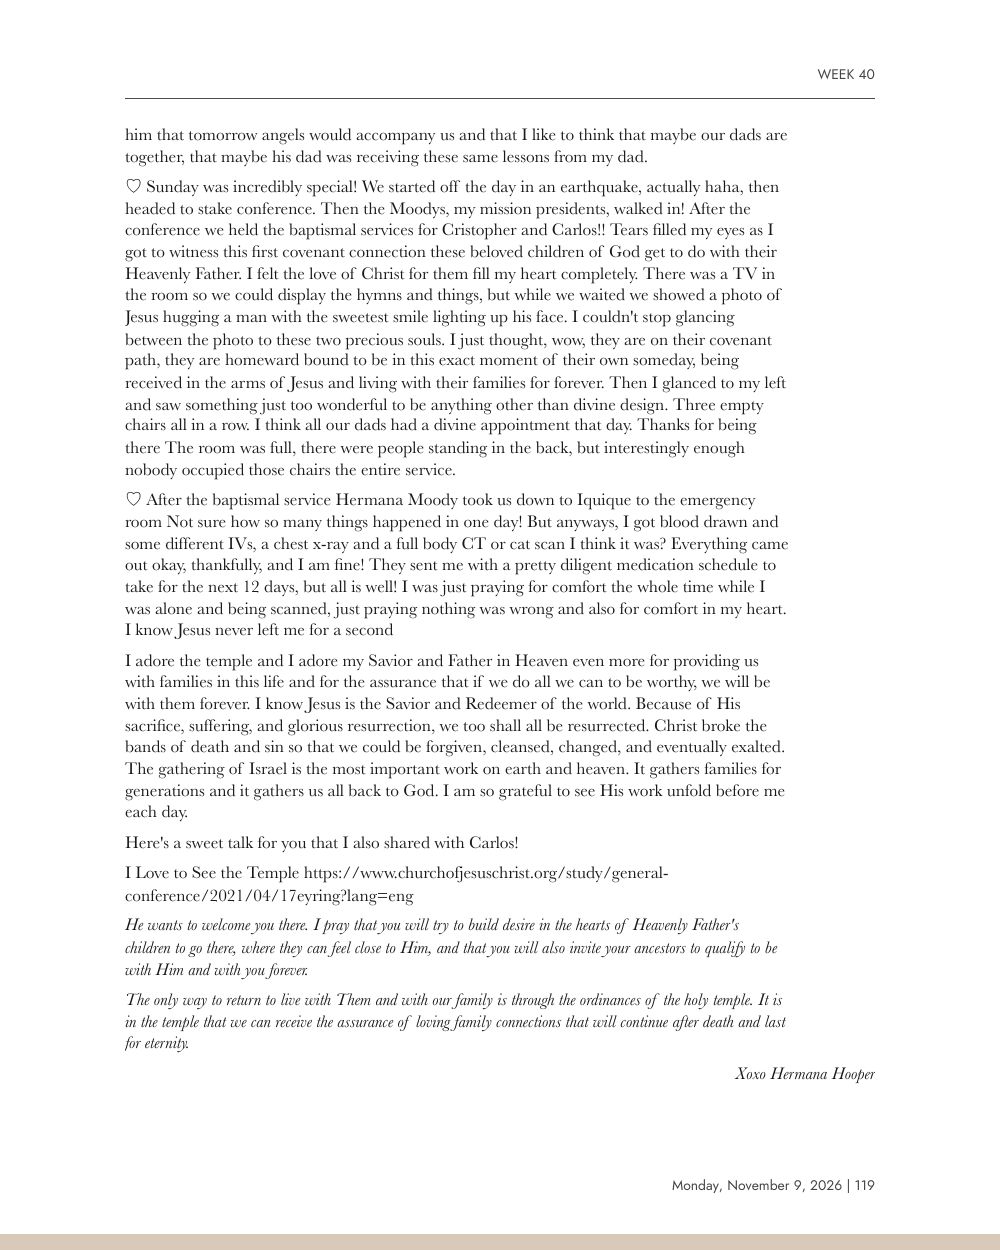 WEEK 40
him that tomorrow angels would accompany us and that I like to think that maybe our dads are
together, that maybe his dad was receiving these same lessons from my dad.
♡ Sunday was incredibly special! We started off the day in an earthquake, actually haha, then
headed to stake conference. Then the Moodys, my mission presidents, walked in! After the
conference we held the baptismal services for Cristopher and Carlos!! Tears filled my eyes as I
got to witness this first covenant connection these beloved children of God get to do with their
Heavenly Father. I felt the love of Christ for them fill my heart completely. There was a TV in
the room so we could display the hymns and things, but while we waited we showed a photo of
Jesus hugging a man with the sweetest smile lighting up his face. I couldn't stop glancing
between the photo to these two precious souls. I just thought, wow, they are on their covenant
path, they are homeward bound to be in this exact moment of their own someday, being
received in the arms of Jesus and living with their families for forever. Then I glanced to my left
and saw something just too wonderful to be anything other than divine design. Three empty
chairs all in a row. I think all our dads had a divine appointment that day. Thanks for being
there The room was full, there were people standing in the back, but interestingly enough
nobody occupied those chairs the entire service.
♡ After the baptismal service Hermana Moody took us down to Iquique to the emergency
room Not sure how so many things happened in one day! But anyways, I got blood drawn and
some different IVs, a chest x-ray and a full body CT or cat scan I think it was? Everything came
out okay, thankfully, and I am fine! They sent me with a pretty diligent medication schedule to
take for the next 12 days, but all is well! I was just praying for comfort the whole time while I
was alone and being scanned, just praying nothing was wrong and also for comfort in my heart.
I know Jesus never left me for a second
I adore the temple and I adore my Savior and Father in Heaven even more for providing us
with families in this life and for the assurance that if we do all we can to be worthy, we will be
with them forever. I know Jesus is the Savior and Redeemer of the world. Because of His
sacrifice, suffering, and glorious resurrection, we too shall all be resurrected. Christ broke the
bands of death and sin so that we could be forgiven, cleansed, changed, and eventually exalted.
The gathering of Israel is the most important work on earth and heaven. It gathers families for
generations and it gathers us all back to God. I am so grateful to see His work unfold before me
each day.
Here's a sweet talk for you that I also shared with Carlos!
I Love to See the Temple https://www.churchofjesuschrist.org/study/general-
conference/2021/04/17eyring?lang=eng
He wants to welcome you there. I pray that you will try to build desire in the hearts of Heavenly Father's
children to go there, where they can feel close to Him, and that you will also invite your ancestors to qualify to be
with Him and with you forever.
The only way to return to live with Them and with our family is through the ordinances of the holy temple. It is
in the temple that we can receive the assurance of loving family connections that will continue after death and last
for eternity.
Xoxo Hermana Hooper
Monday, November 9, 2026 | 119